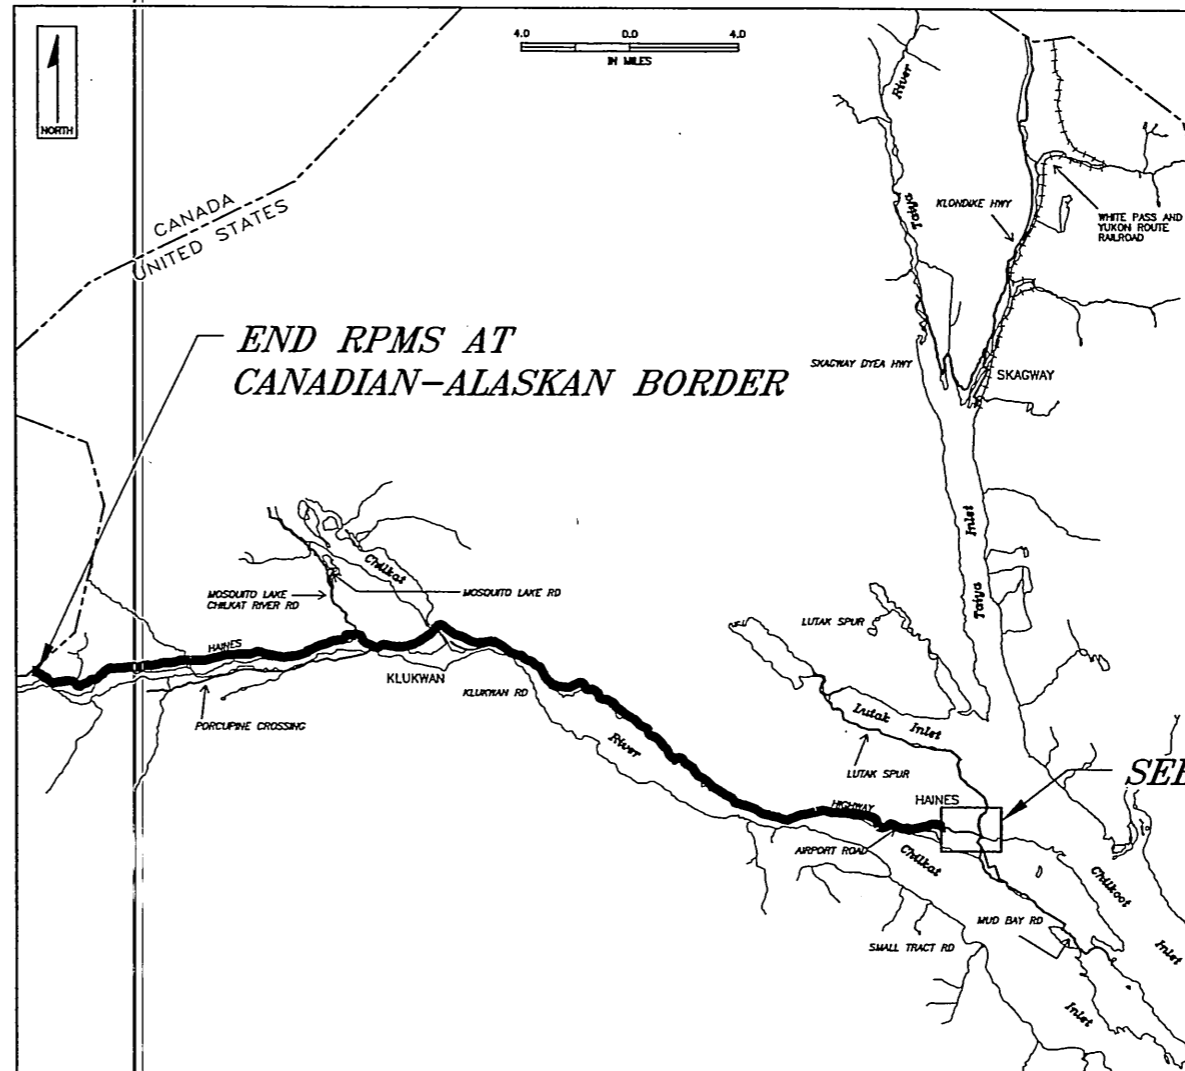 4.0 0.0 4.0
IN MILES
NORTH
River
CANADA
UNITED STATES
Taiya
KLONDIKE HWY
WHITE PASS AND
YUKON ROUTE
RAILROAD
END RPMS AT
CANADIAN-ALASKAN BORDER
SKAGWAY DYEA HWY
SKAGWAY
Inlet
Taiya
Chilkat
MOSQUITO LAKE
CHILKAT RIVER RD
MOSQUITO LAKE RD
LUTAK SPUR
HAINES
KLUKWAN
KLUKWAN RD
PORCUPINE CROSSING
River
Lutak Inlet
LUTAK SPUR
SEE
HIGHWAY
HAINES
AIRPORT ROAD
Chilkat
Chilkoot
MUD BAY RD
SMALL TRACT RD
Inlet
Inlet